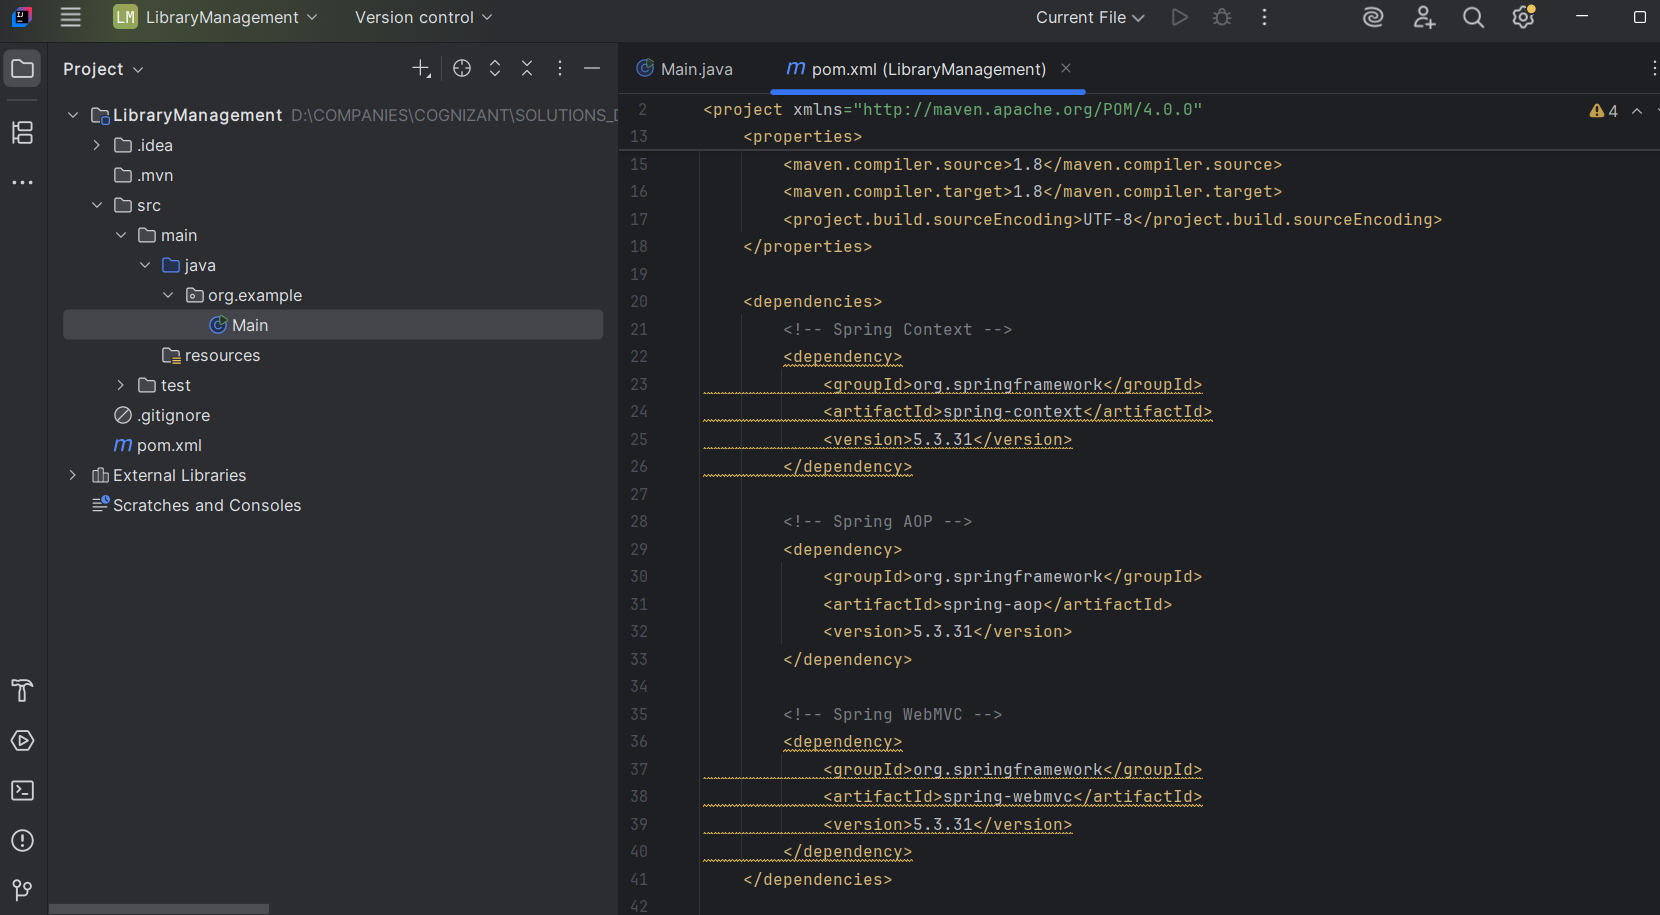 LM LibraryManagement Version control Current File
Project
LibraryManagement D:\COMPANIES\COGNIZANT\SOLUTIONS_D
.idea
.mvn
src
main
java
org.example
Main
resources
test
.gitignore
pom.xml
External Libraries
Scratches and Consoles
Main.java pom.xml (LibraryManagement)
2 <project xmlns="http://maven.apache.org/POM/4.0.0" 4
13 <properties>
15 <maven.compiler.source>1.8</maven.compiler.source>
16 <maven.compiler.target>1.8</maven.compiler.target>
17 <project.build.sourceEncoding>UTF-8</project.build.sourceEncoding>
18 </properties>
19
20 <dependencies>
21 <!-- Spring Context -->
22 <dependency>
23 <groupId>org.springframework</groupId>
24 <artifactId>spring-context</artifactId>
25 <version>5.3.31</version>
26 </dependency>
27
28 <!-- Spring AOP -->
29 <dependency>
30 <groupId>org.springframework</groupId>
31 <artifactId>spring-aop</artifactId>
32 <version>5.3.31</version>
33 </dependency>
34
35 <!-- Spring WebMVC -->
36 <dependency>
37 <groupId>org.springframework</groupId>
38 <artifactId>spring-webmvc</artifactId>
39 <version>5.3.31</version>
40 </dependency>
41 </dependencies>
42